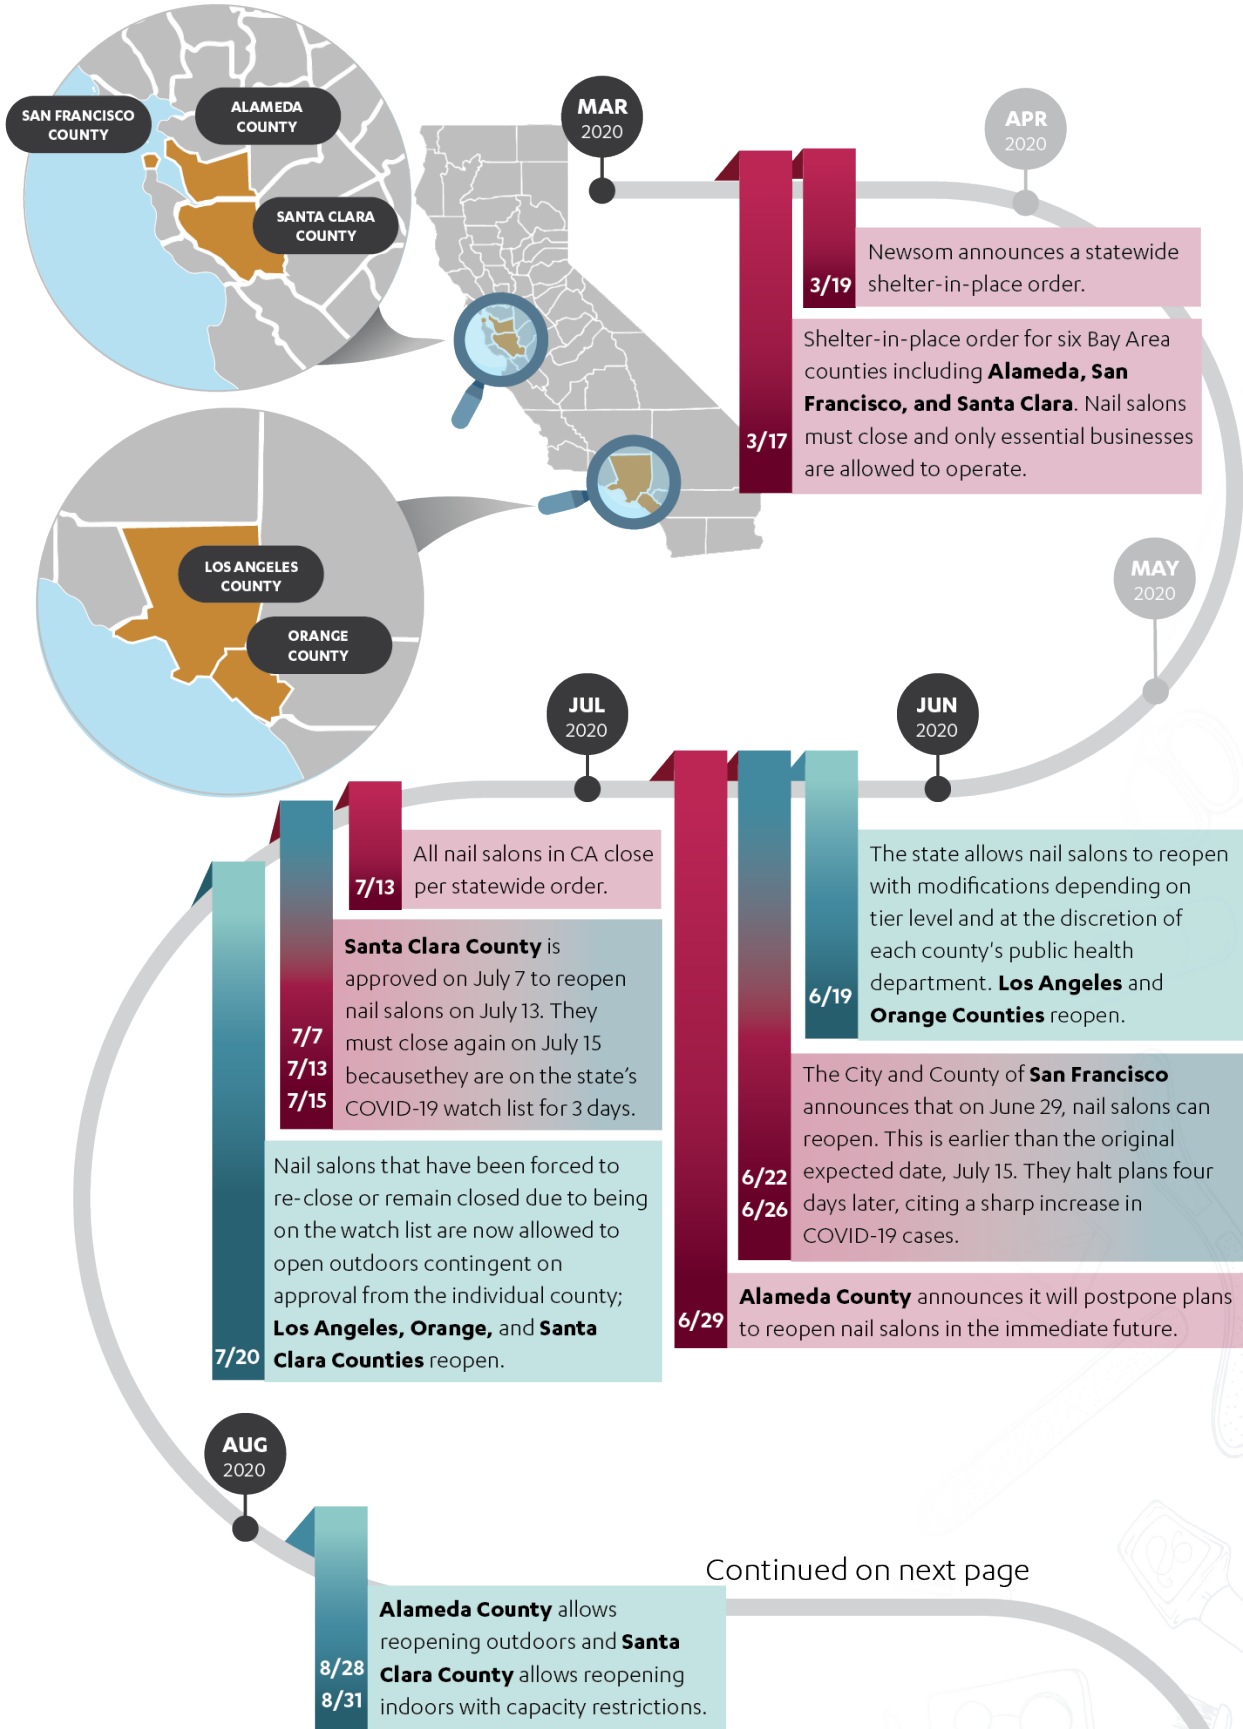 SAN FRANCISCO
COUNTY
ALAMEDA
COUNTY
SANTA CLARA
COUNTY
LOS ANGELES
COUNTY
ORANGE
COUNTY
MAR
2020
APR
2020
3/19
Newsom announces a statewide
shelter-in-place order.
3/17
Shelter-in-place order for six Bay Area
counties including Alameda, San
Francisco, and Santa Clara. Nail salons
must close and only essential businesses
are allowed to operate.
MAY
2020
JUN
2020
6/19
The state allows nail salons to reopen
with modifications depending on
tier level and at the discretion of
each county's public health
department. Los Angeles and
Orange Counties reopen.
6/22
6/26
The City and County of San Francisco
announces that on June 29, nail salons can
reopen. This is earlier than the original
expected date, July 15. They halt plans four
days later, citing a sharp increase in
COVID-19 cases.
6/29
Alameda County announces it will postpone plans
to reopen nail salons in the immediate future.
JUL
2020
7/13
All nail salons in CA close
per statewide order.
7/7
7/13
7/15
Santa Clara County is
approved on July 7 to reopen
nail salons on July 13. They
must close again on July 15
becausethey are on the state’s
COVID-19 watch list for 3 days.
7/20
Nail salons that have been forced to
re-close or remain closed due to being
on the watch list are now allowed to
open outdoors contingent on
approval from the individual county;
Los Angeles, Orange, and Santa
Clara Counties reopen.
AUG
2020
8/28
8/31
Alameda County allows
reopening outdoors and Santa
Clara County allows reopening
indoors with capacity restrictions.
Continued on next page